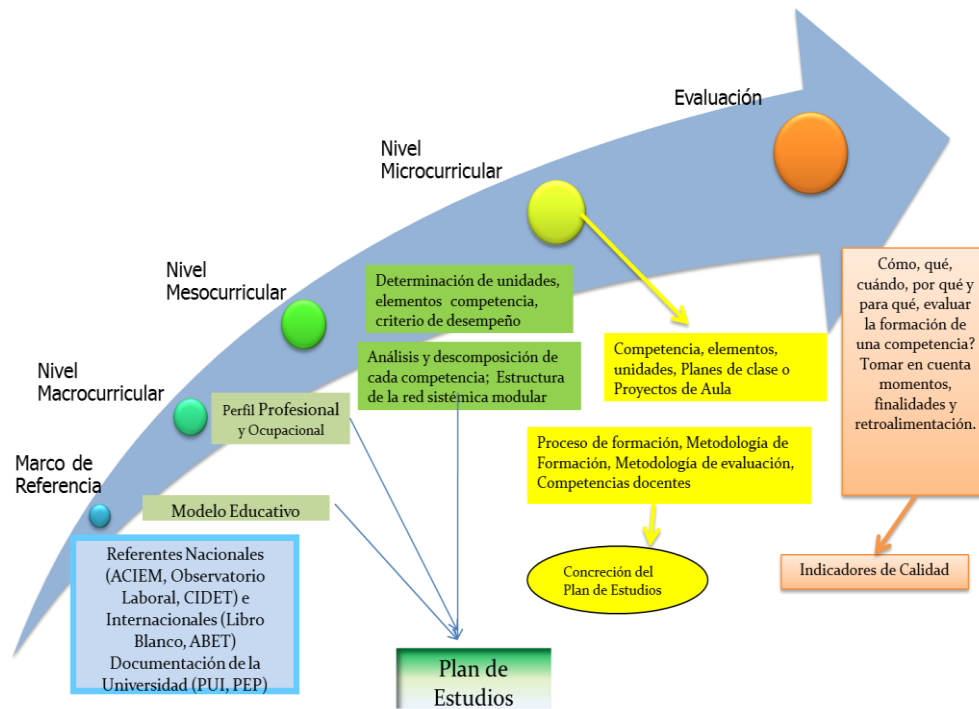 Evaluación
Nivel
Microcurricular
Nivel
Mesocurricular
Nivel
Macrocurricular
Marco de
Referencia
Determinación de unidades,
elementos competencia,
criterio de desempeño
Análisis y descomposición de
cada competencia; Estructura
de la red sistémica modular
Perfil Profesional
y Ocupacional
Modelo Educativo
Referentes Nacionales
(ACIEM, Observatorio
Laboral, CIDET) e
Internacionales (Libro
Blanco, ABET)
Documentación de la
Universidad (PUI, PEP)
Plan de
Estudios
Competencia, elementos,
unidades, Planes de clase o
Proyectos de Aula
Proceso de formación, Metodología de
Formación, Metodología de evaluación,
Competencias docentes
Concreción del
Plan de Estudios
Cómo, qué,
cuándo, por qué y
para qué, evaluar
la formación de
una competencia?
Tomar en cuenta
momentos,
finalidades y
retroalimentación.
Indicadores de Calidad